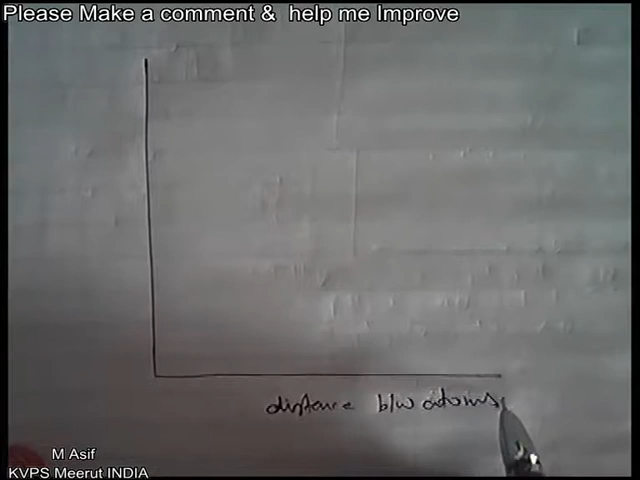 Please Make a comment & help me Improve
distance b/w atoms
M Asif
KVPS Meerut INDIA